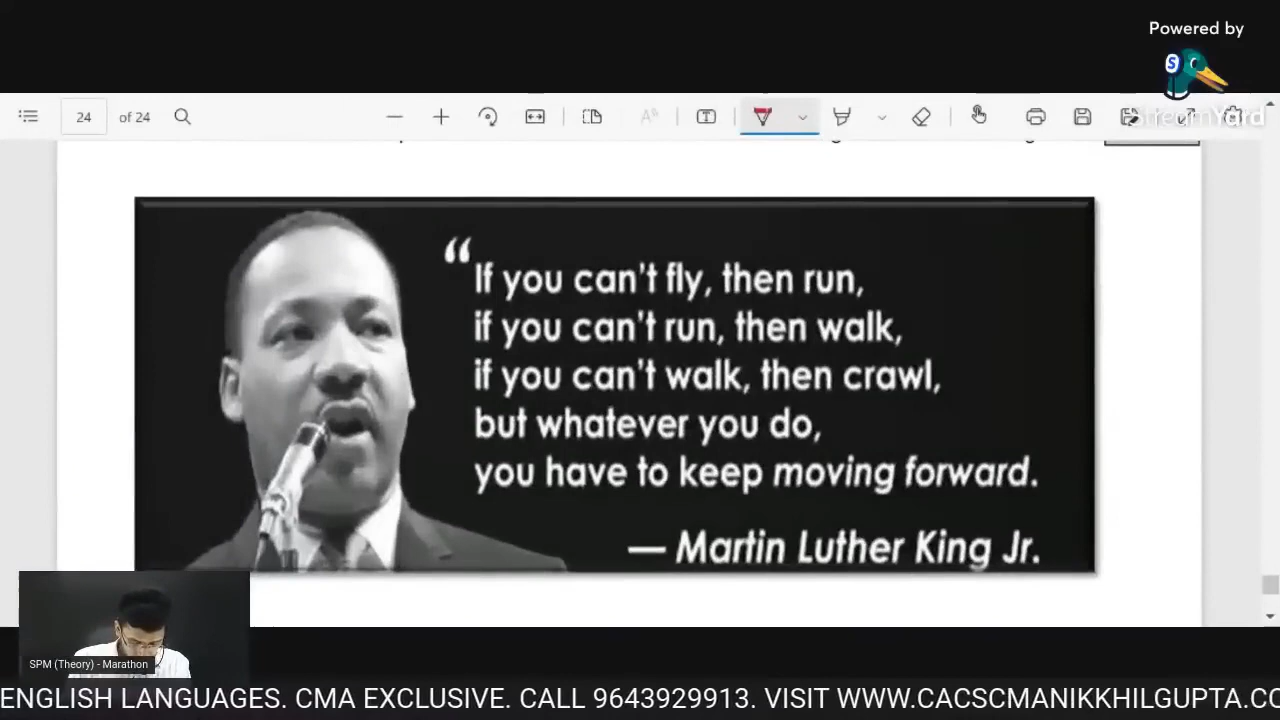 Powered by
S
StreamYard
24 of 24
“
If you can't fly, then run,
if you can't run, then walk,
if you can't walk, then crawl,
but whatever you do,
you have to keep moving forward.
— Martin Luther King Jr.
SPM (Theory) - Marathon
ENGLISH LANGUAGES. CMA EXCLUSIVE. CALL 9643929913. VISIT WWW.CACSCMANIKKHILGUPTA.CO